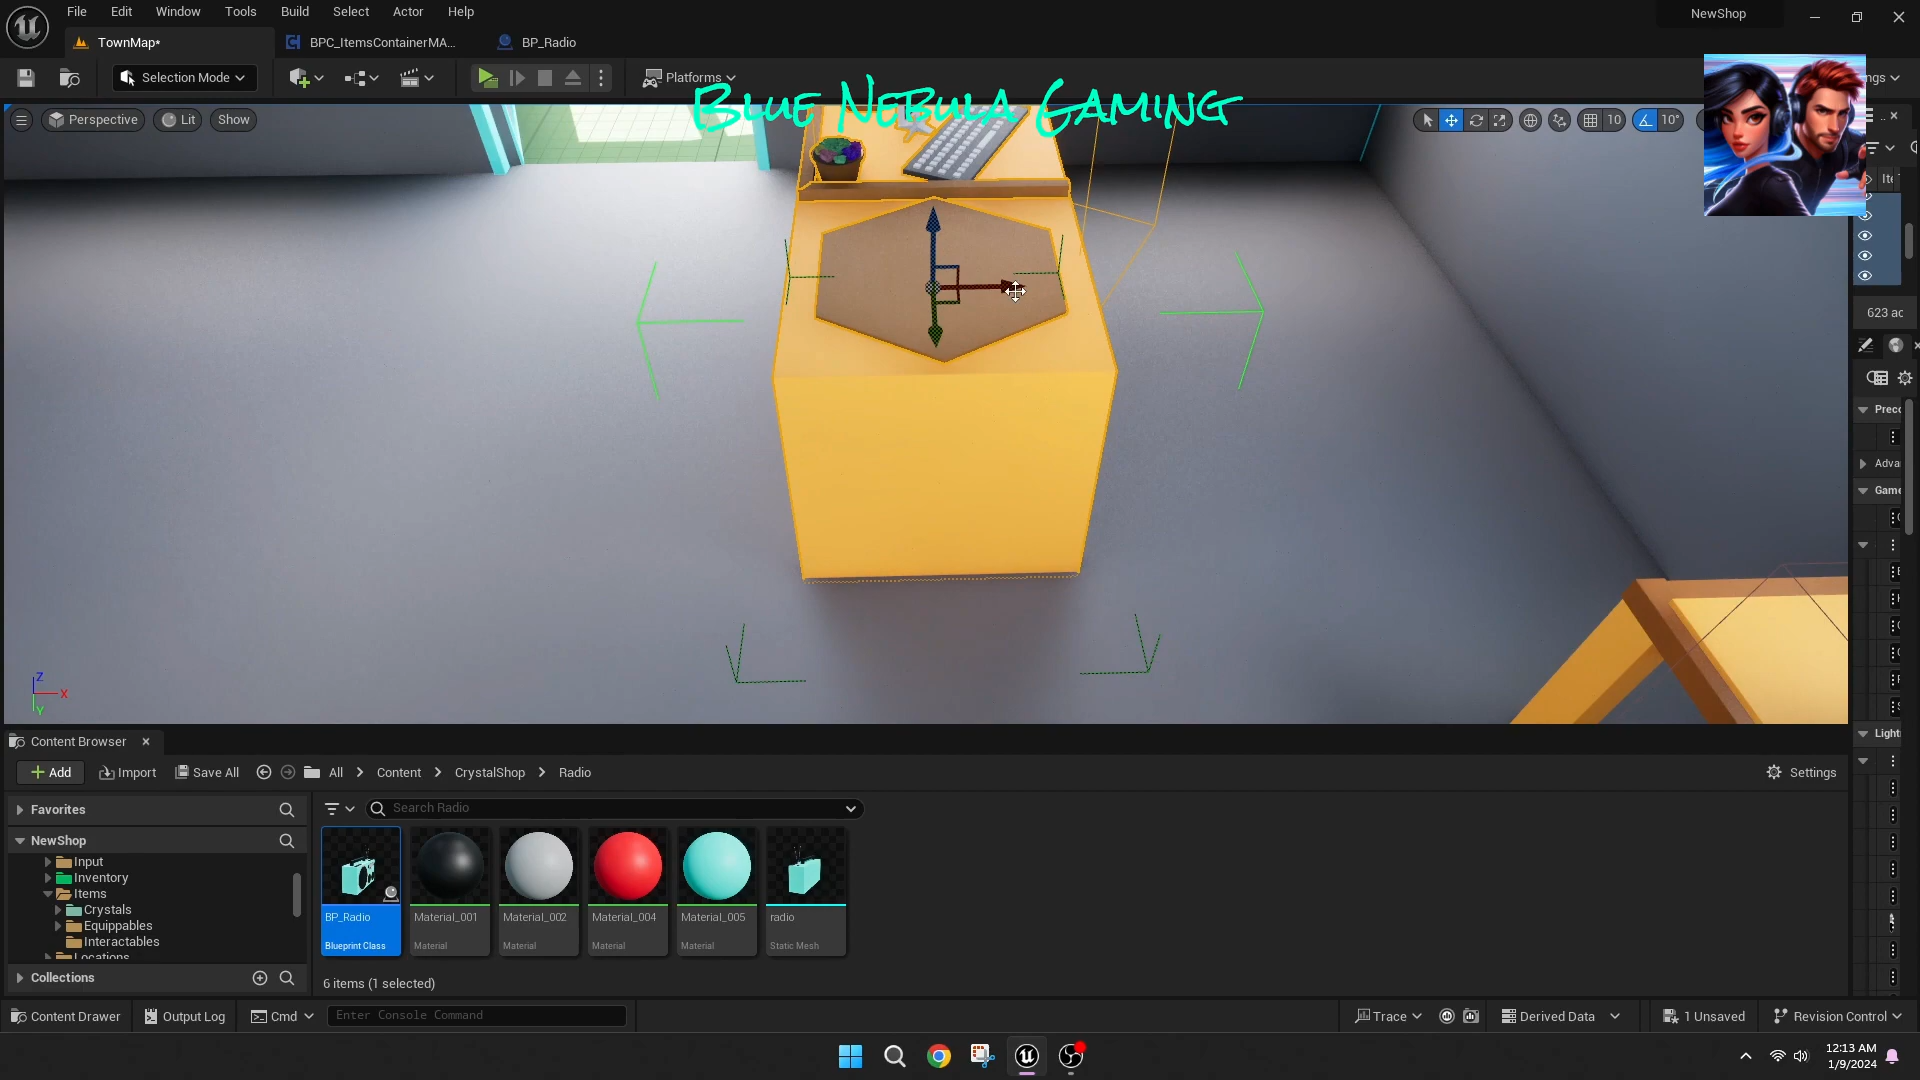 File Edit Window Tools Build Select Actor Help
NewShop
TownMap* BPC_ItemsContainerMA... BP_Radio
Selection Mode Platforms
Blue Nebula Gaming
Perspective Lit Show 10 10°
623 ac
Z
X
Y
Light
Content Browser
Add Import Save All All Content CrystalShop Radio Settings
Favorites
Search Radio
NewShop
Input
Inventory
Items
Crystals
Equippables
Interactables
Locations
Collections
BP_Radio Material_001 Material_002 Material_004 Material_005 radio
Blueprint Class Material Material Material Material Static Mesh
6 items (1 selected)
Content Drawer Output Log Cmd Enter Console Command Trace Derived Data 1 Unsaved Revision Control
12:13 AM
1/9/2024